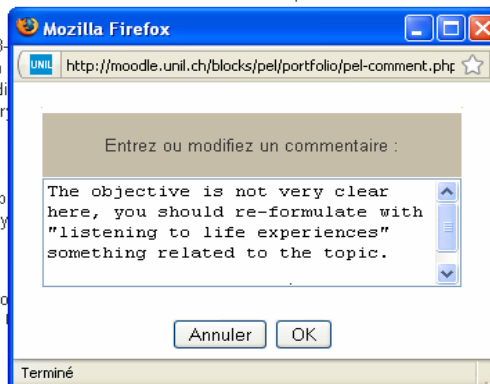 Mozilla Firefox
UNIL http://moodle.unil.ch/blocks/pel/portfolio/pel-comment.php
Entrez ou modifiez un commentaire :
The objective is not very clear
here, you should re-formulate with
"listening to life experiences"
something related to the topic.
Annuler OK
Terminé